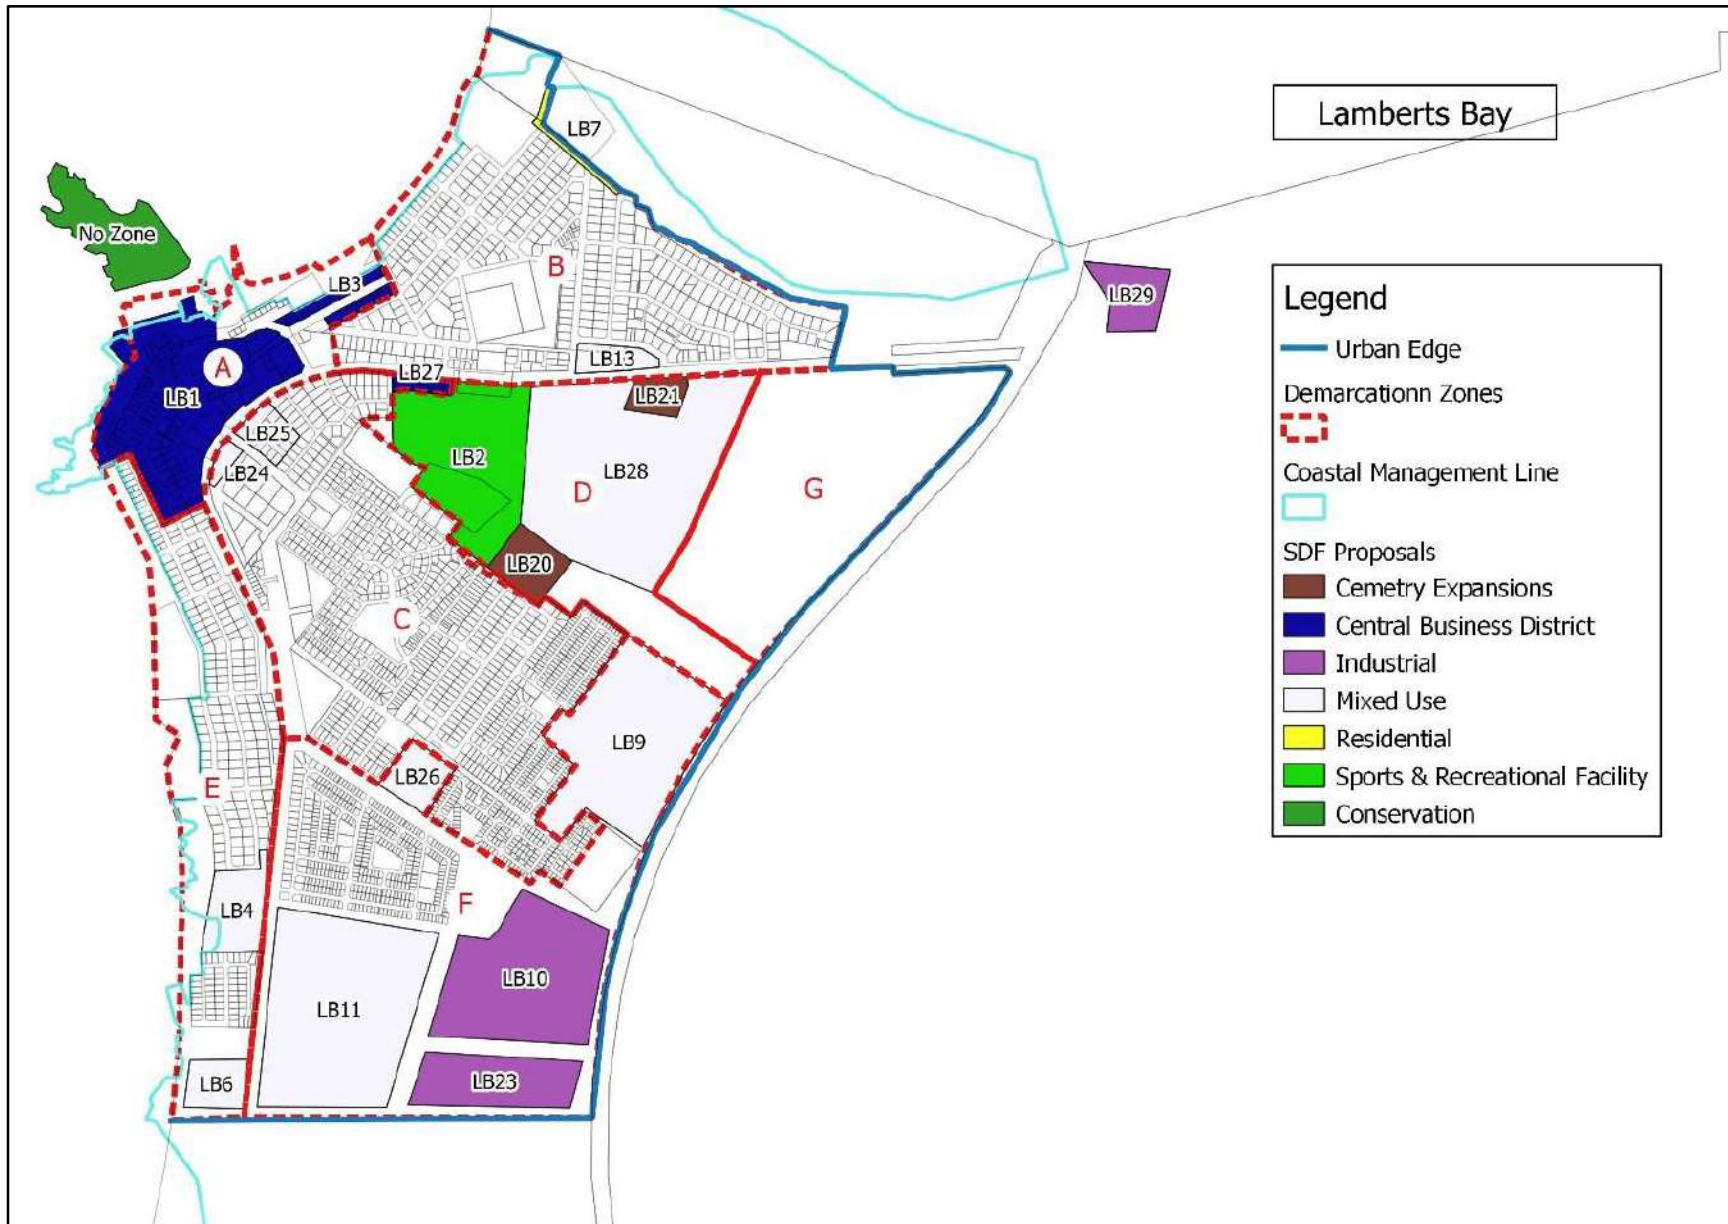 Lamberts Bay
LB7
No Zone
B
LB3
LB29
A
LB13
LB27
LB1
LB21
LB25
LB2
LB28
LB24
D
G
LB20
C
LB9
LB26
E
LB4
F
LB10
LB11
LB6
LB23
Legend
Urban Edge
Demarcationn Zones
Coastal Management Line
SDF Proposals
Cemetry Expansions
Central Business District
Industrial
Mixed Use
Residential
Sports & Recreational Facility
Conservation